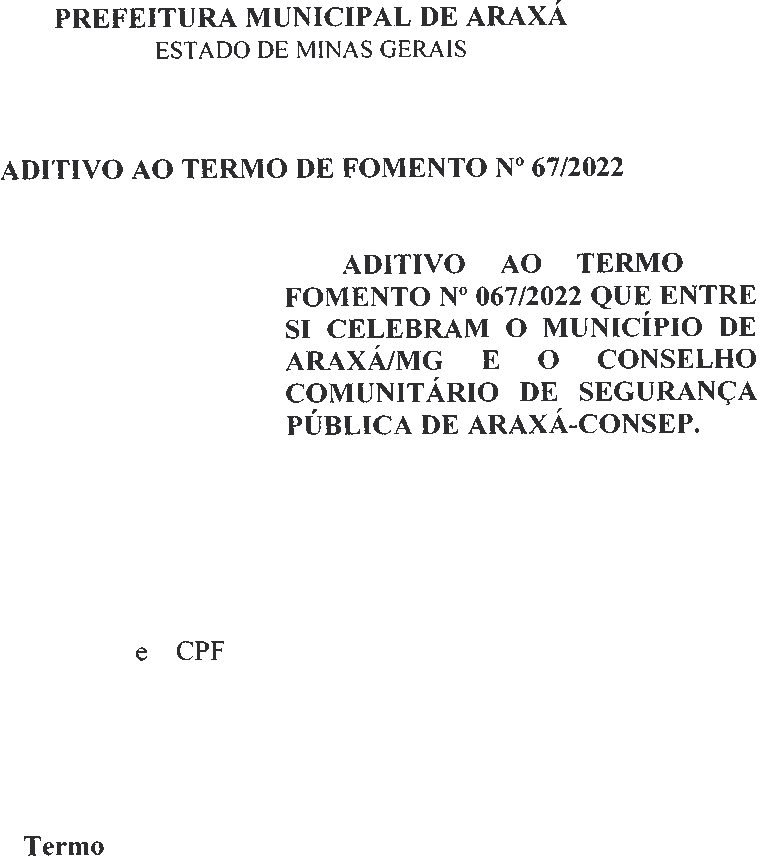 PREFEITURA MUNICIPAL DE ARAXÁ
ESTADO DE MINAS GERAIS
ADITIVO AO TERMO DE FOMENTO Nº 67/2022
ADITIVO AO TERMO
FOMENTO Nº 067/2022 QUE ENTRE
SI CELEBRAM O MUNICÍPIO DE
ARAXÁ/MG E O CONSELHO
COMUNITÁRIO DE SEGURANÇA
PÚBLICA DE ARAXÁ-CONSEP.
e CPF
Termo